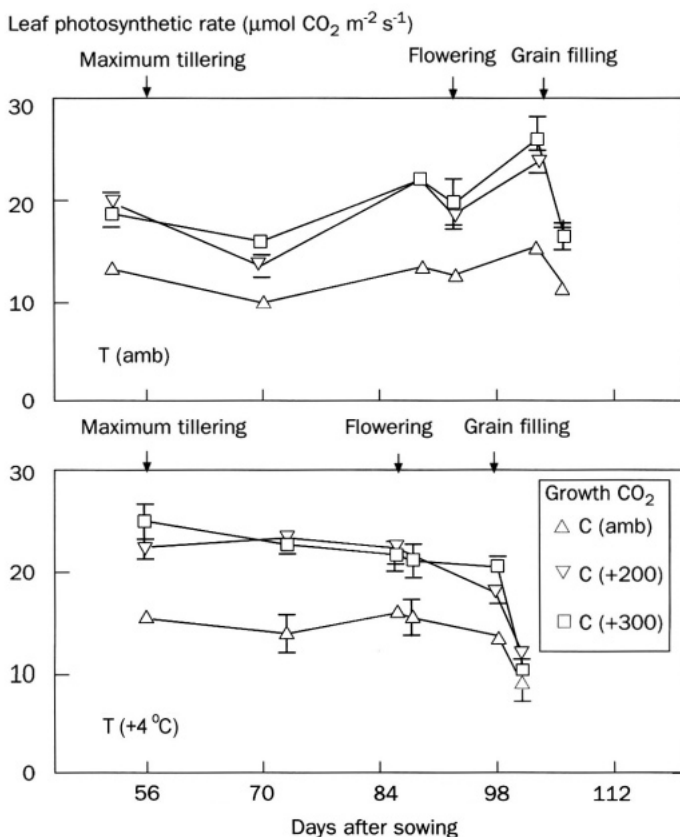 Leaf photosynthetic rate (μmol CO₂ m⁻² s⁻¹)
Maximum tillering Flowering Grain filling
30
20
10
T (amb)
0
Maximum tillering Flowering Grain filling
30
Growth CO₂
C (amb)
20
C (+200)
C (+300)
10
T (+4 °C)
0
56 70 84 98 112
Days after sowing